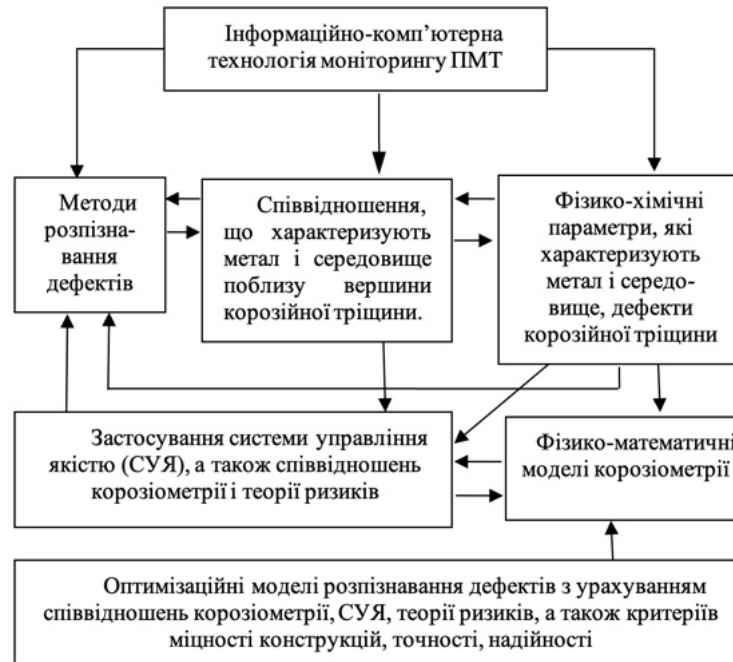 Інформаційно-комп’ютерна
технологія моніторингу ПМТ
Методи
розпізна-
вання
дефектів
Співвідношення,
що характеризують
метал і середовище
поблизу вершини
корозійної тріщини.
Фізико-хімічні
параметри, які
характеризують
метал і середо-
вище, дефекти
корозійної тріщини
Застосування системи управління
якістю (СУЯ), а також співвідношень
корозіометрії і теорії ризиків
Фізико-математичні
моделі корозіометрії
Оптимізаційні моделі розпізнавання дефектів з урахуванням
співвідношень корозіометрії, СУЯ, теорії ризиків, а також критеріїв
міцності конструкцій, точності, надійності